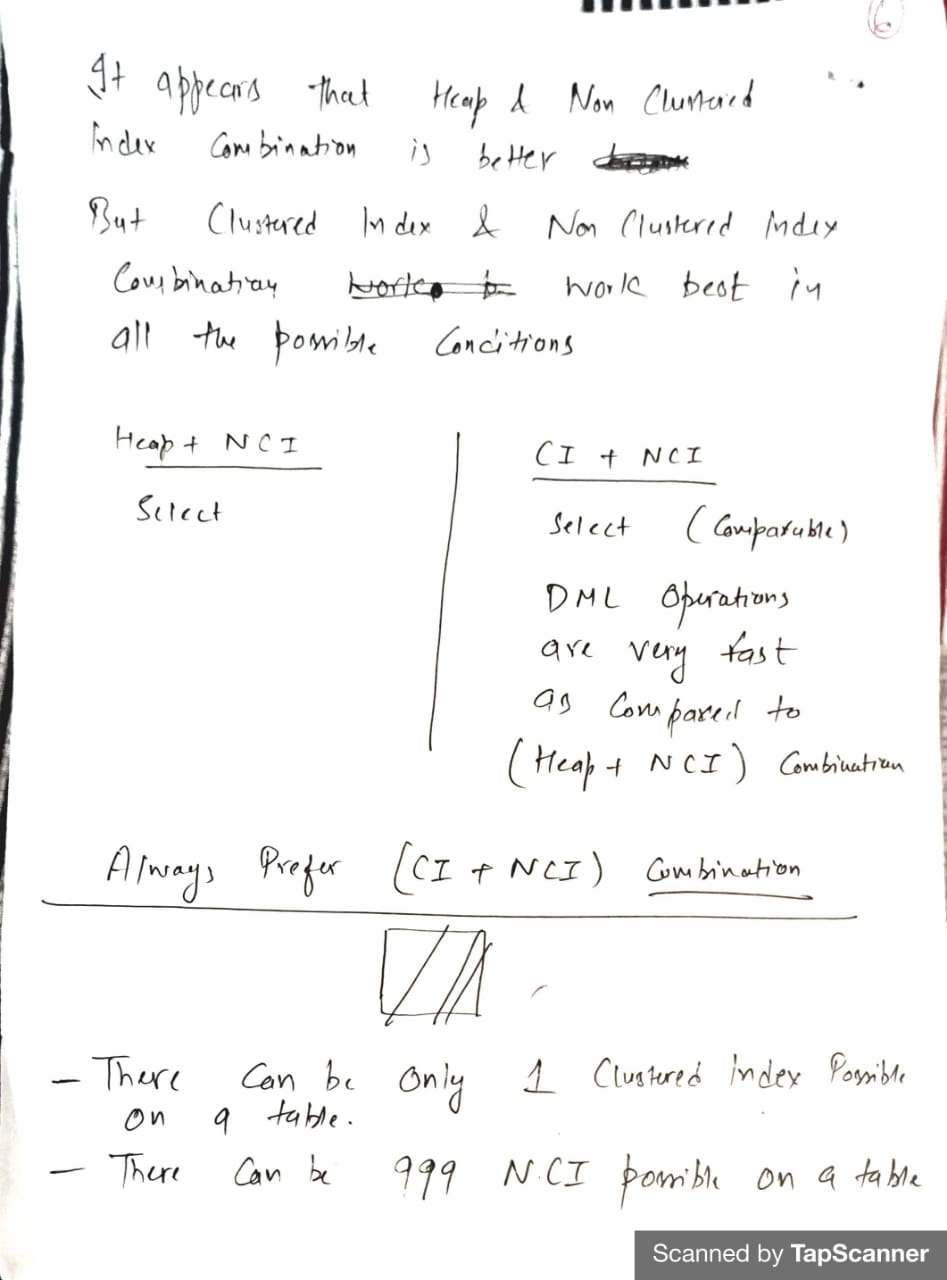 6
It appears that Heap & Non Clustered
Index Combination is better
But Clustered Index & Non Clustered Index
Combination work best in
all the possible Conditions
Heap + NCI
Select
CI + NCI
Select (Comparable)
DML Operations
are very fast
as Compared to
(Heap + NCI) Combination
Always Prefer (CI + NCI) Combination
- There Can be only 1 Clustered index Possible
on a table.
- There Can be 999 N.CI possible on a table
Scanned by TapScanner